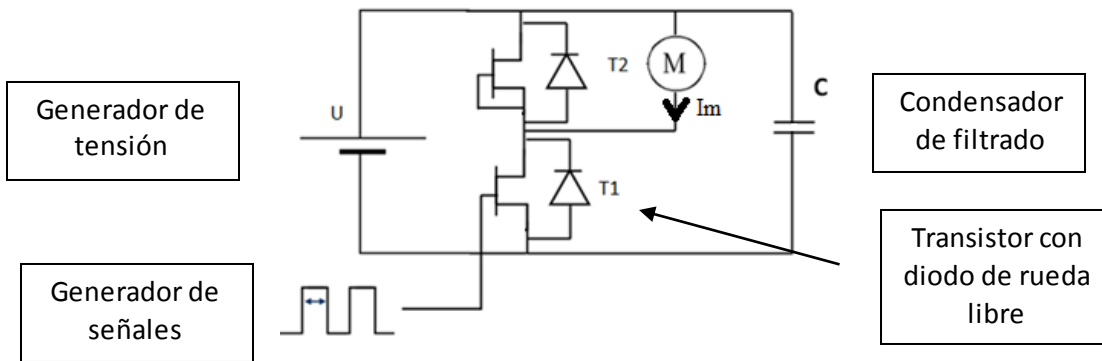 Generador de
tensión
U
T2
M
Im
C
Condensador
de filtrado
T1
Transistor con
diodo de rueda
libre
Generador de
señales